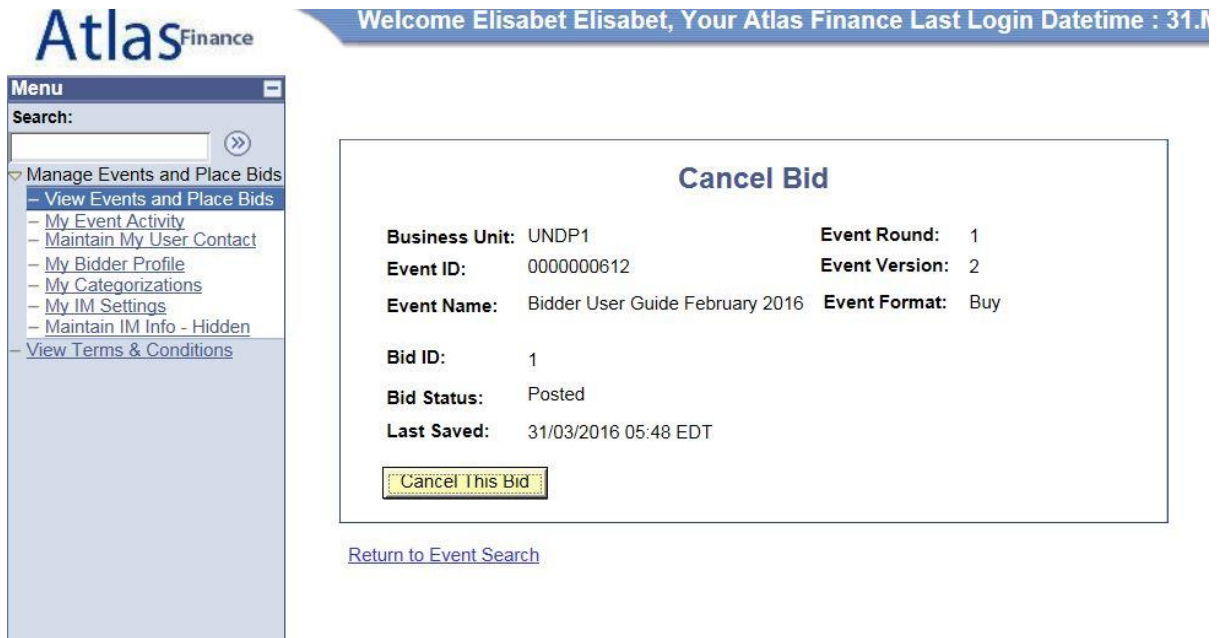 Atlas Finance
Welcome Elisabet Elisabet, Your Atlas Finance Last Login Datetime : 31.
Menu
Search:
Manage Events and Place Bids
– View Events and Place Bids
– My Event Activity
– Maintain My User Contact
– My Bidder Profile
– My Categorizations
– My IM Settings
– Maintain IM Info - Hidden
– View Terms & Conditions
Cancel Bid
Business Unit: UNDP1 Event Round: 1
Event ID: 0000000612 Event Version: 2
Event Name: Bidder User Guide February 2016 Event Format: Buy
Bid ID: 1
Bid Status: Posted
Last Saved: 31/03/2016 05:48 EDT
Cancel This Bid
Return to Event Search